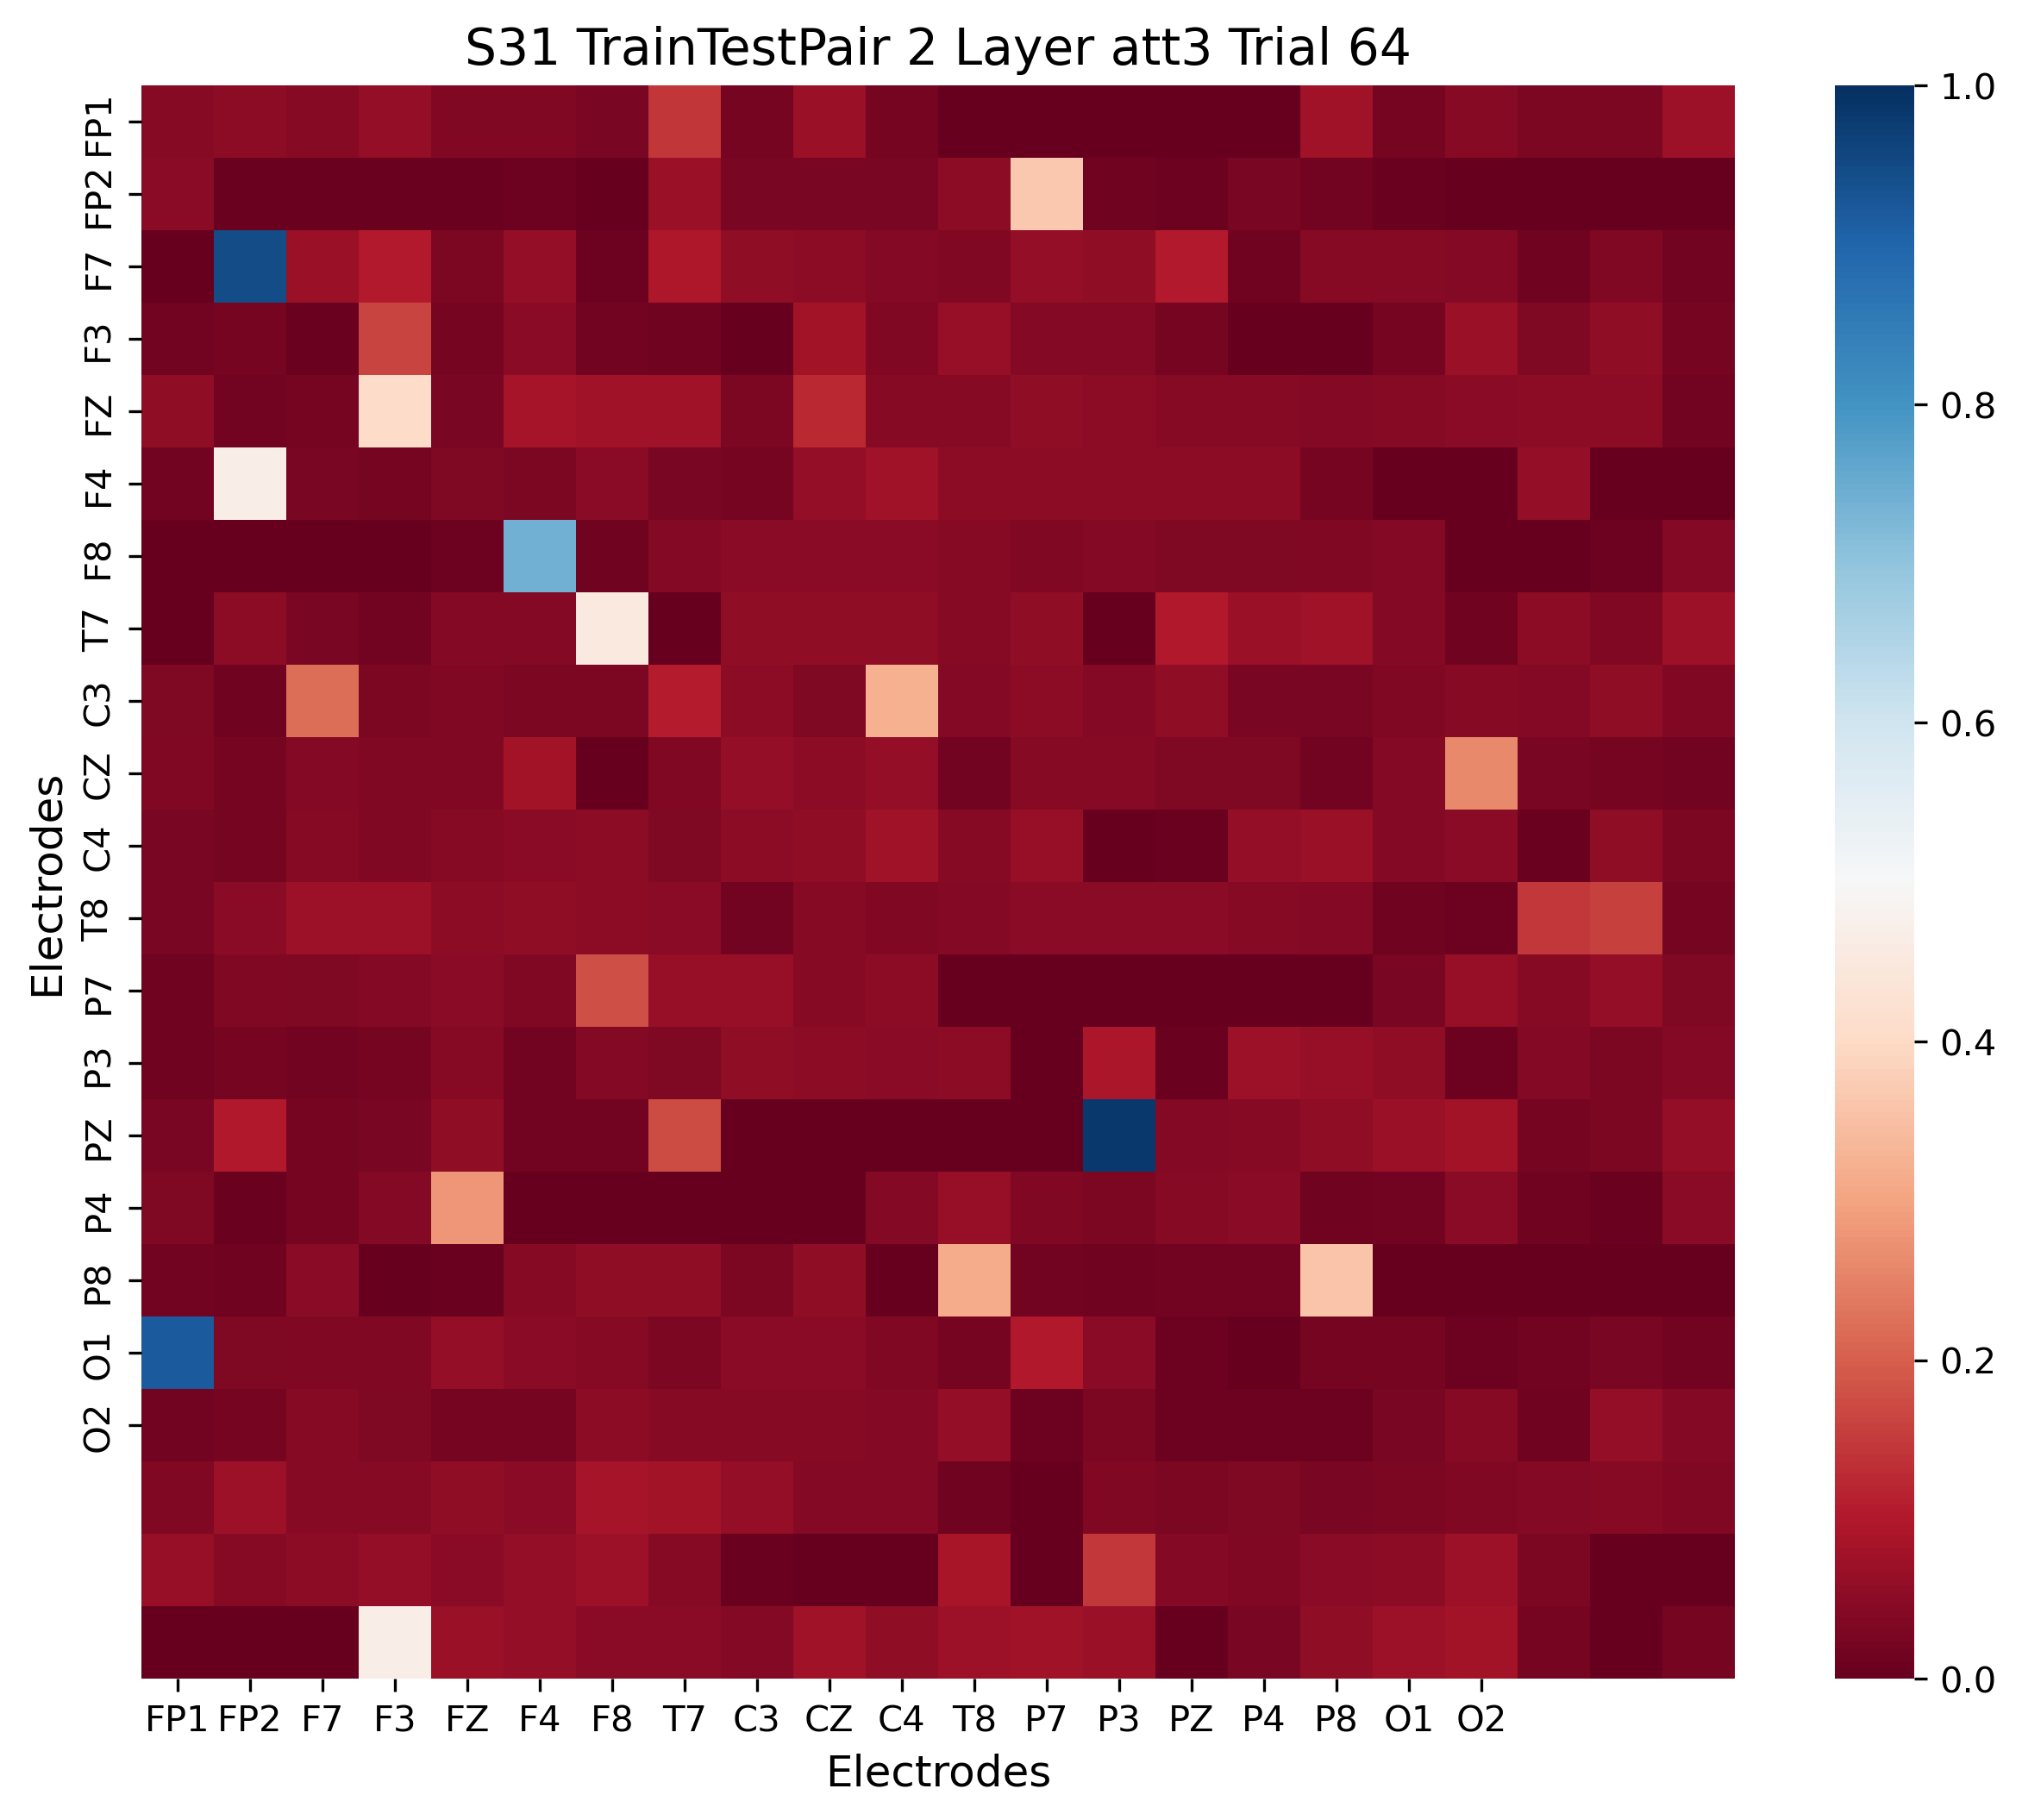 S31 TrainTestPair 2 Layer att3 Trial 64
Electrodes
FP1
FP2
F7
F3
FZ
F4
F8
T7
C3
CZ
C4
T8
P7
P3
PZ
P4
P8
O1
O2
FP1 FP2 F7 F3 FZ F4 F8 T7 C3 CZ C4 T8 P7 P3 PZ P4 P8 O1 O2
Electrodes
1.0
0.8
0.6
0.4
0.2
0.0